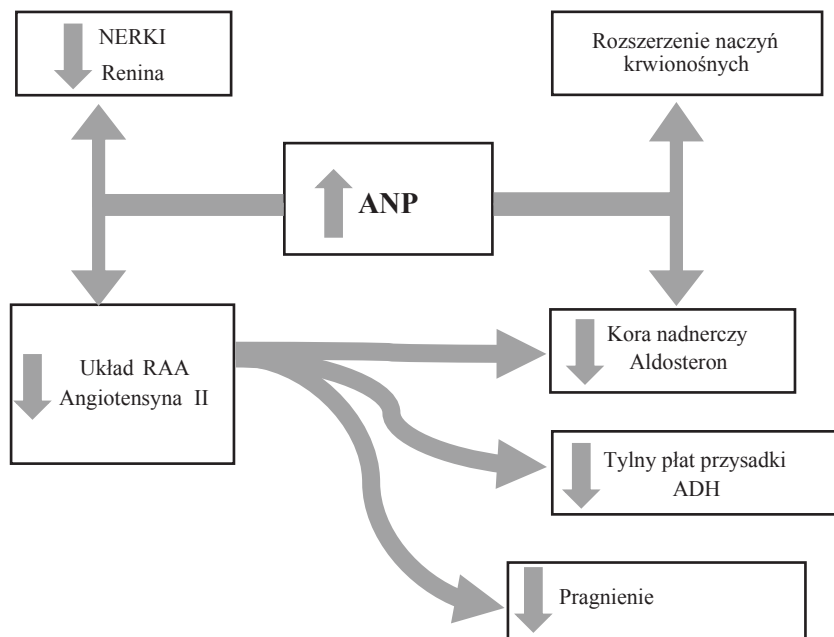 NERKI
Renina
Rozszerzenie naczyń
krwionośnych
ANP
Układ RAA
Angiotensyna II
Kora nadnerczy
Aldosteron
Tylny płat przysadki
ADH
Pragnienie